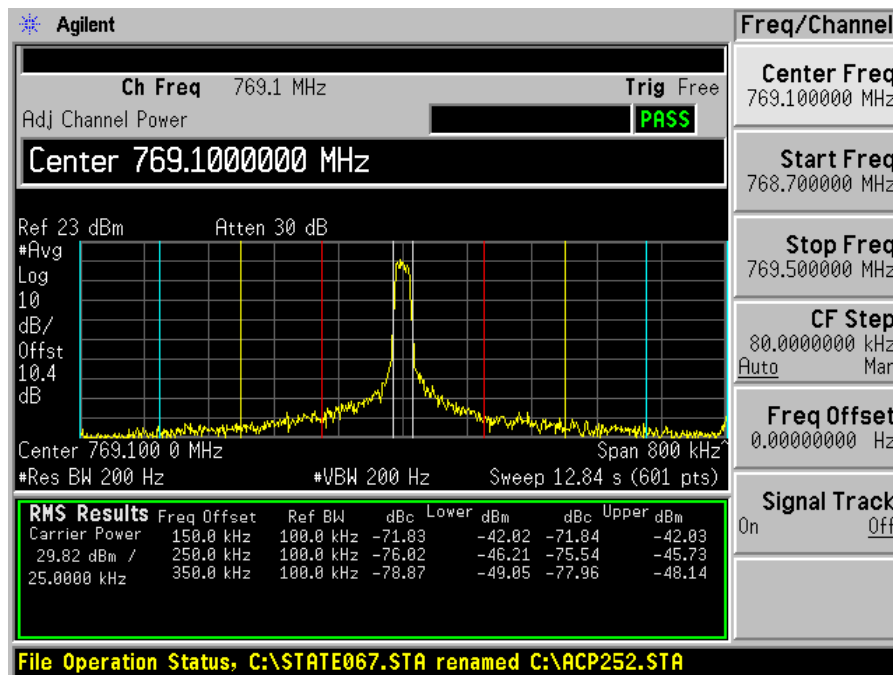 Agilent
Freq/Channel
Ch Freq 769.1 MHz Trig Free
Adj Channel Power PASS
Center 769.1000000 MHz
Ref 23 dBm Atten 30 dB
#Avg
Log
10
dB/
Offst
10.4
dB
Center 769.100 0 MHz Span 800 kHz^
#Res BW 200 Hz #VBW 200 Hz Sweep 12.84 s (601 pts)
RMS Results Freq Offset Ref BW dBc Lower dBm dBc Upper dBm
Carrier Power 150.0 kHz 100.0 kHz -71.83 -42.02 -71.84 -42.03
29.82 dBm / 250.0 kHz 100.0 kHz -76.02 -46.21 -75.54 -45.73
25.0000 kHz 350.0 kHz 100.0 kHz -78.87 -49.05 -77.96 -48.14
Center Freq
769.100000 MHz
Start Freq
768.700000 MHz
Stop Freq
769.500000 MHz
CF Step
80.0000000 kHz
Auto Man
Freq Offset
0.00000000 Hz
Signal Track
On Off
File Operation Status, C:\STATE067.STA renamed C:\ACP252.STA